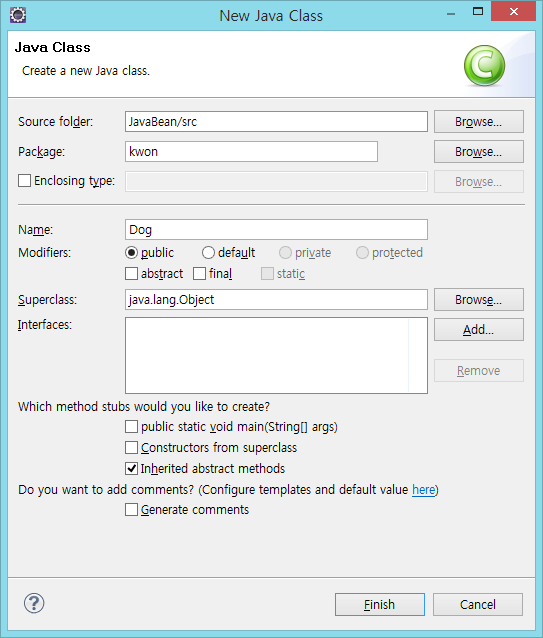 New Java Class
Java Class
Create a new Java class.
Source folder: JavaBean/src Browse...
Package: kwon Browse...
Enclosing type: Browse...
Name: Dog
Modifiers: public default private protected
abstract final static
Superclass: java.lang.Object Browse...
Interfaces: Add...
Remove
Which method stubs would you like to create?
public static void main(String[] args)
Constructors from superclass
Inherited abstract methods
Do you want to add comments? (Configure templates and default value here)
Generate comments
? Finish Cancel